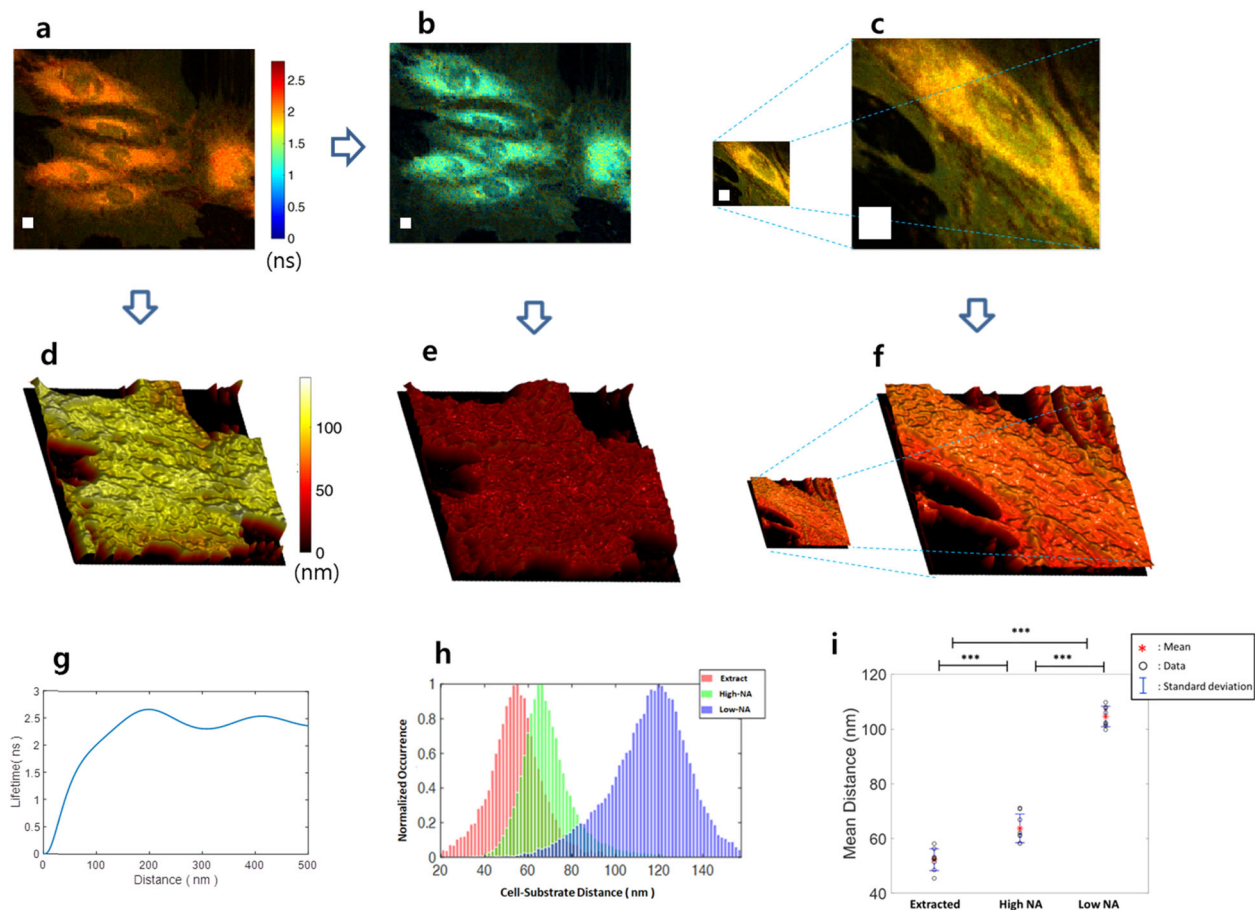 a
b
c
2.5
2
1.5
1
0.5
0
(ns)
d
e
f
100
50
0
(nm)
g
h
i
3
2.5
2
1.5
1
0.5
0
0 100 200 300 400 500
Lifetime( ns )
Distance ( nm )
Extract
High-NA
Low-NA
1
0.8
0.6
0.4
0.2
0
20 40 60 80 100 120 140
Normalized Occurrence
Cell-Substrate Distance ( nm )
***
*** ***
* : Mean
: Data
: Standard deviation
120
100
80
60
40
Mean Distance (nm)
Extracted High NA Low NA